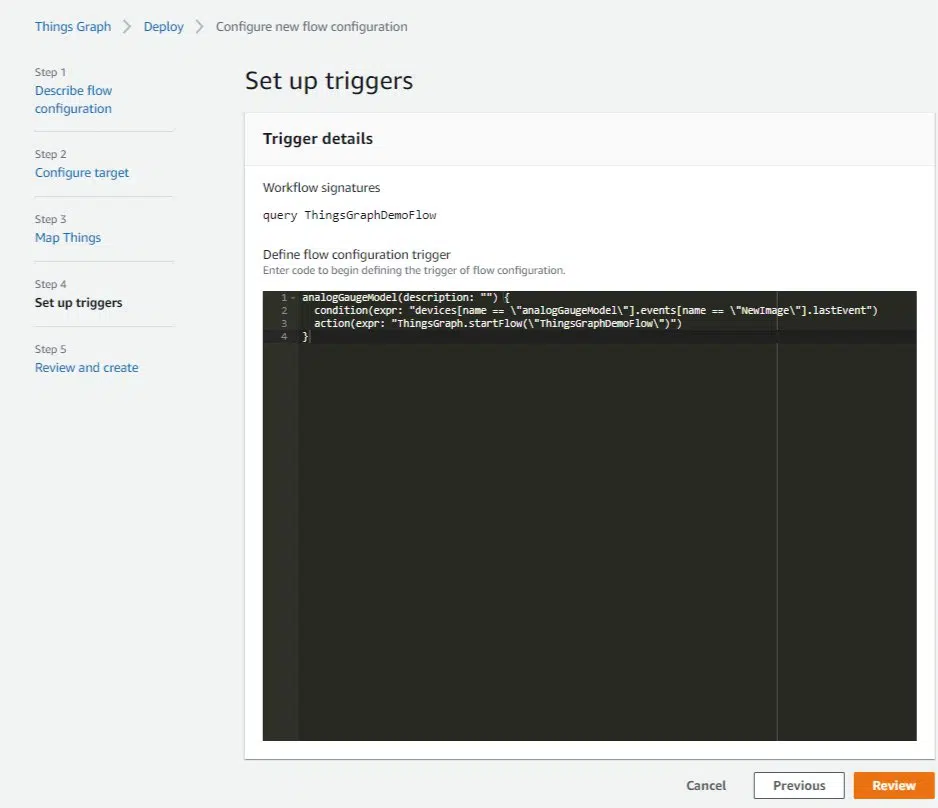 Things Graph > Deploy > Configure new flow configuration
Step 1
Describe flow
configuration
Step 2
Configure target
Step 3
Map Things
Step 4
Set up triggers
Step 5
Review and create
Set up triggers
Trigger details
Workflow signatures
query ThingsGraphDemoFlow
Define flow configuration trigger
Enter code to begin defining the trigger of flow configuration.
1 analogGaugeModel(description: "") {
2 condition(expr: "devices[name == \"analogGaugeModel\"].events[name == \"NewImage\"].lastEvent")
3 action(expr: "ThingsGraph.startFlow(\"ThingsGraphDemoFlow\")")
4 }
Cancel Previous Review